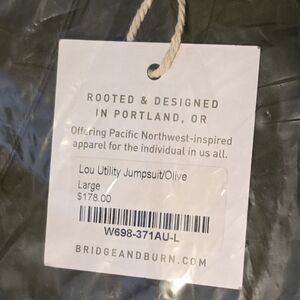 ROOTED & DESIGNED
IN PORTLAND, OR
Offering Pacific Northwest-inspired
apparel for the individual in us all.
Lou Utility Jumpsuit/Olive
Large
$178.00
W698-371AU-L
BRIDGEANDBURN.COM